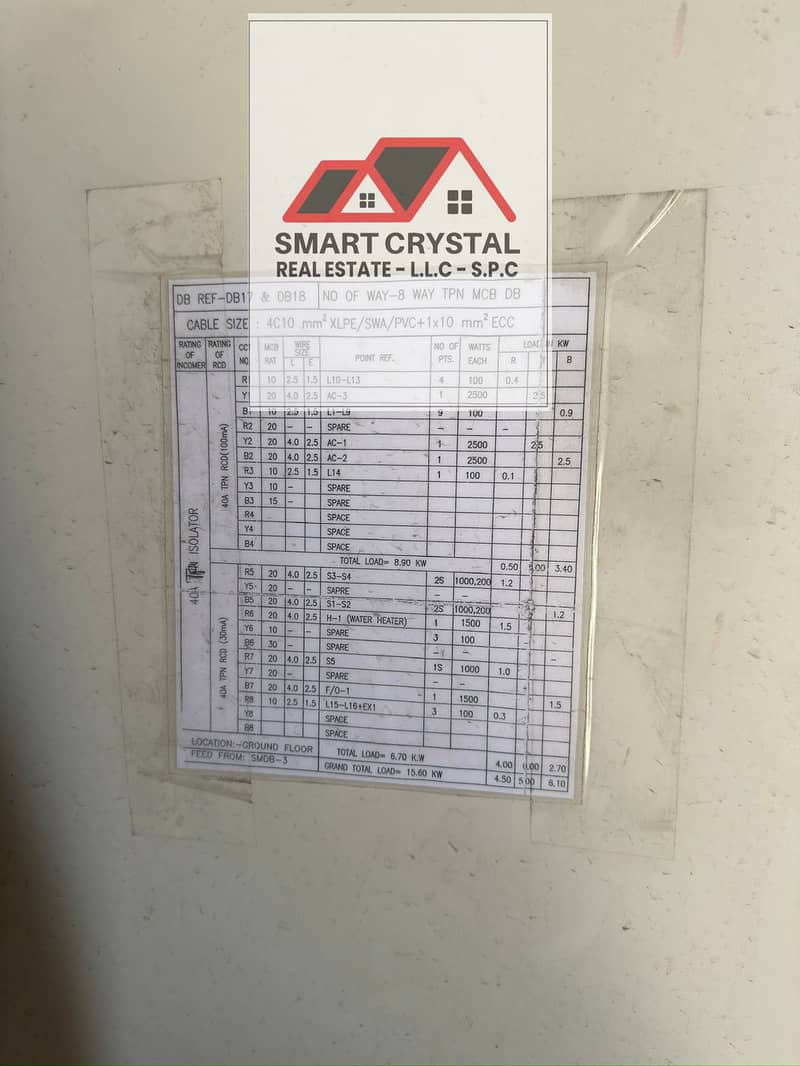 SMART CRYSTAL
REAL ESTATE - L.L.C - S.P.C
DB REF-DB17 & DB18 NO OF WAY-8 WAY TPN MCB DB
CABLE SIZE : 4C10 mm² XLPE/SWA/PVC+1x10 mm² ECC
RATING OF INCOMER RATING OF RCD NO MCB RAT WIRE SIZE L E POINT REF. NO OF PTS. WATTS EACH KW R B
R1 10 2.5 1.5 L10-L13 4 100 0.4
20 4.0 2.5 AC-3 1 2500 2.5
B1 10 2.5 1.5 L1-L9 9 100 0.9
R2 20 - - SPARE - - -
Y2 20 4.0 2.5 AC-1 1 2500 2.5
B2 20 4.0 2.5 AC-2 1 2500 2.5
R3 10 2.5 1.5 L14 1 100 0.1
Y3 10 - SPARE
B3 15 - SPARE
R4 SPACE
Y4 SPACE
B4 SPACE
40A TPN RCD(100mA)
ISOLATOR
TOTAL LOAD= 8.90 KW 0.50 5.00 3.40
R5 20 4.0 2.5 S3-S4 2S 1000,200 1.2
Y5 20 - SAPRE - -
B5 20 4.0 2.5 S1-S2 2S 1000,200 1.2
R6 20 4.0 2.5 H-1 (WATER HEATER) 1 1500 1.5
Y6 10 - - SPARE 3 100 -
B6 30 - SPARE - - -
R7 20 4.0 2.5 S5 1S 1000 1.0
Y7 20 - SPARE - -
B7 20 4.0 2.5 F/O-1 1 1500 1.5
R8 10 2.5 1.5 L15-L16+EX1 3 100 0.3
Y8 SPACE
B8 SPACE
40A TPN RCD (30mA)
LOCATION:-GROUND FLOOR TOTAL LOAD= 6.70 K.W 4.00 0.00 2.70
FEED FROM: SMDB-3 GRAND TOTAL LOAD= 15.60 KW 4.50 5.00 6.10